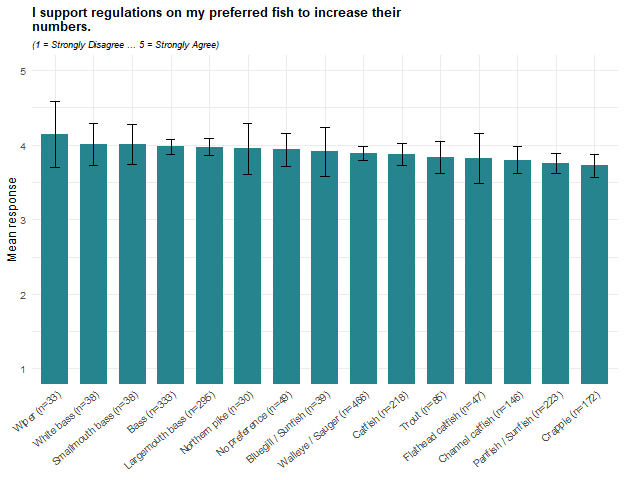 I support regulations on my preferred fish to increase their
numbers.
(1 = Strongly Disagree ... 5 = Strongly Agree)
Mean response
5
4
3
2
1
Wiper (n=33)
White bass (n=38)
Smallmouth bass (n=38)
Bass (n=333)
Largemouth bass (n=295)
Northern pike (n=30)
No preference (n=49)
Bluegill / Sunfish (n=39)
Walleye / Sauger (n=466)
Catfish (n=218)
Trout (n=85)
Flathead catfish (n=47)
Channel catfish (n=146)
Panfish / Sunfish (n=223)
Crappie (n=172)